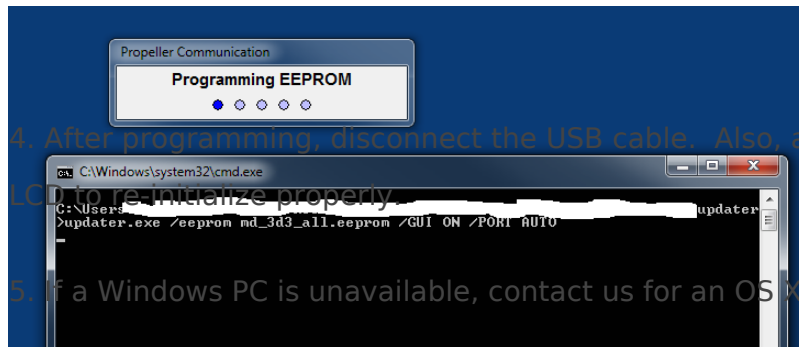 Propeller Communication
Programming EEPROM
4. After programming, disconnect the USB cable.  Also, a
C:\Windows\system32\cmd.exe
LCD to re-initialize properly.
C:\Users updater
>updater.exe /eeprom md_3d3_all.eeprom /GUI ON /PORT AUTO
5. If a Windows PC is unavailable, contact us for an OS X